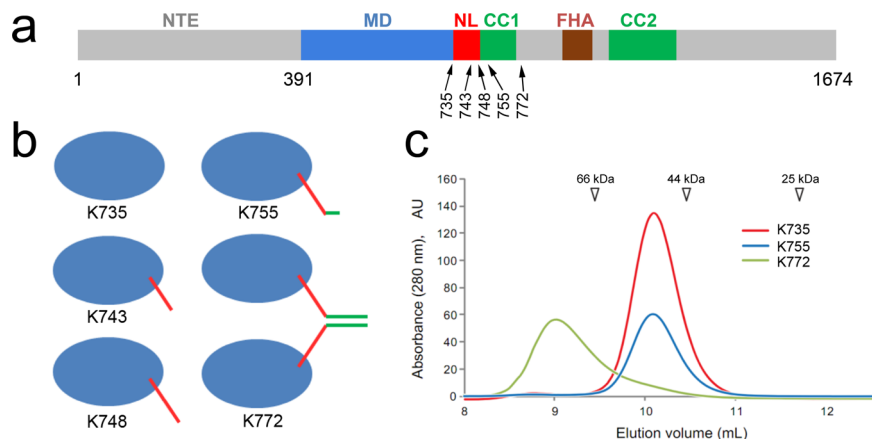 a
NTE MD NL CC1 FHA CC2
1 391 1674
735 743 748 755 772
b
K735 K755
K743
K748 K772
c
66 kDa 44 kDa 25 kDa
160
140
120
100
80
60
40
20
0
Absorbance (280 nm), AU
K735
K755
K772
8 9 10 11 12
Elution volume (mL)